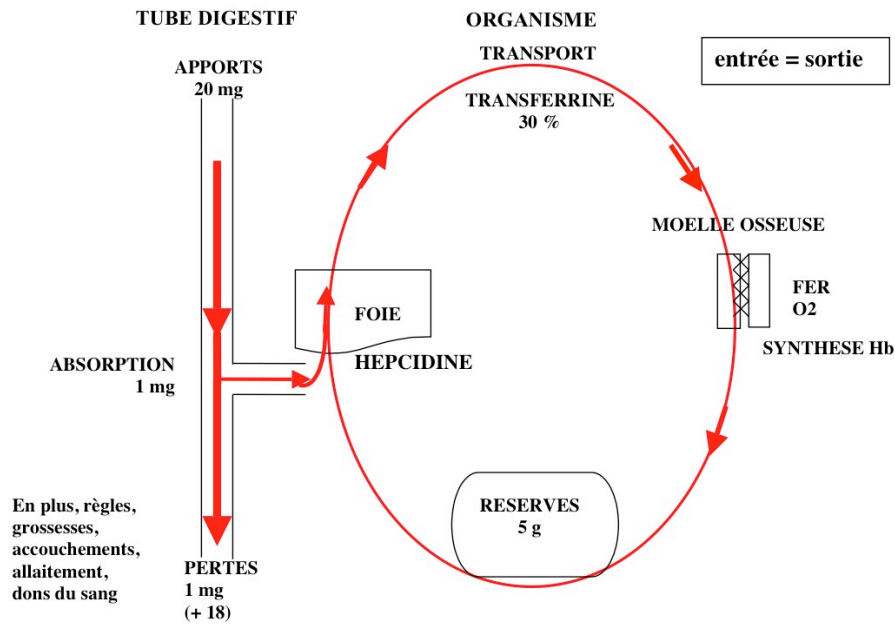 TUBE DIGESTIF
ORGANISME
TRANSPORT
entrée = sortie
APPORTS
20 mg
TRANSFERRINE
30 %
MOELLE OSSEUSE
FER
O2
SYNTHESE Hb
FOIE
HEPCIDINE
ABSORPTION
1 mg
RESERVES
5 g
En plus, règles,
grossesses,
accouchements,
allaitement,
dons du sang
PERTES
1 mg
(+ 18)